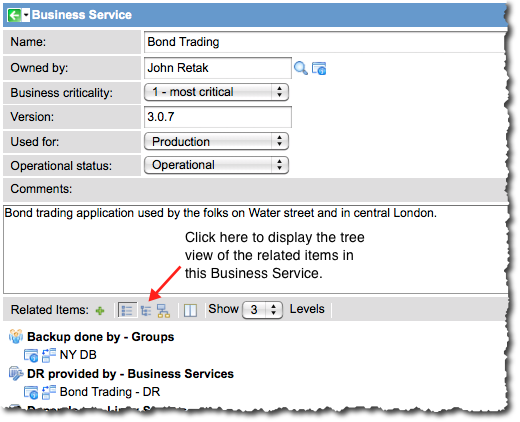 Business Service
Name: Bond Trading
Owned by: John Retak
Business criticality: 1 - most critical
Version: 3.0.7
Used for: Production
Operational status: Operational
Comments:
Bond trading application used by the folks on Water street and in central London.
Click here to display the tree
view of the related items in
this Business Service.
Related Items: Show 3 Levels
Backup done by - Groups
NY DB
DR provided by - Business Services
Bond Trading - DR